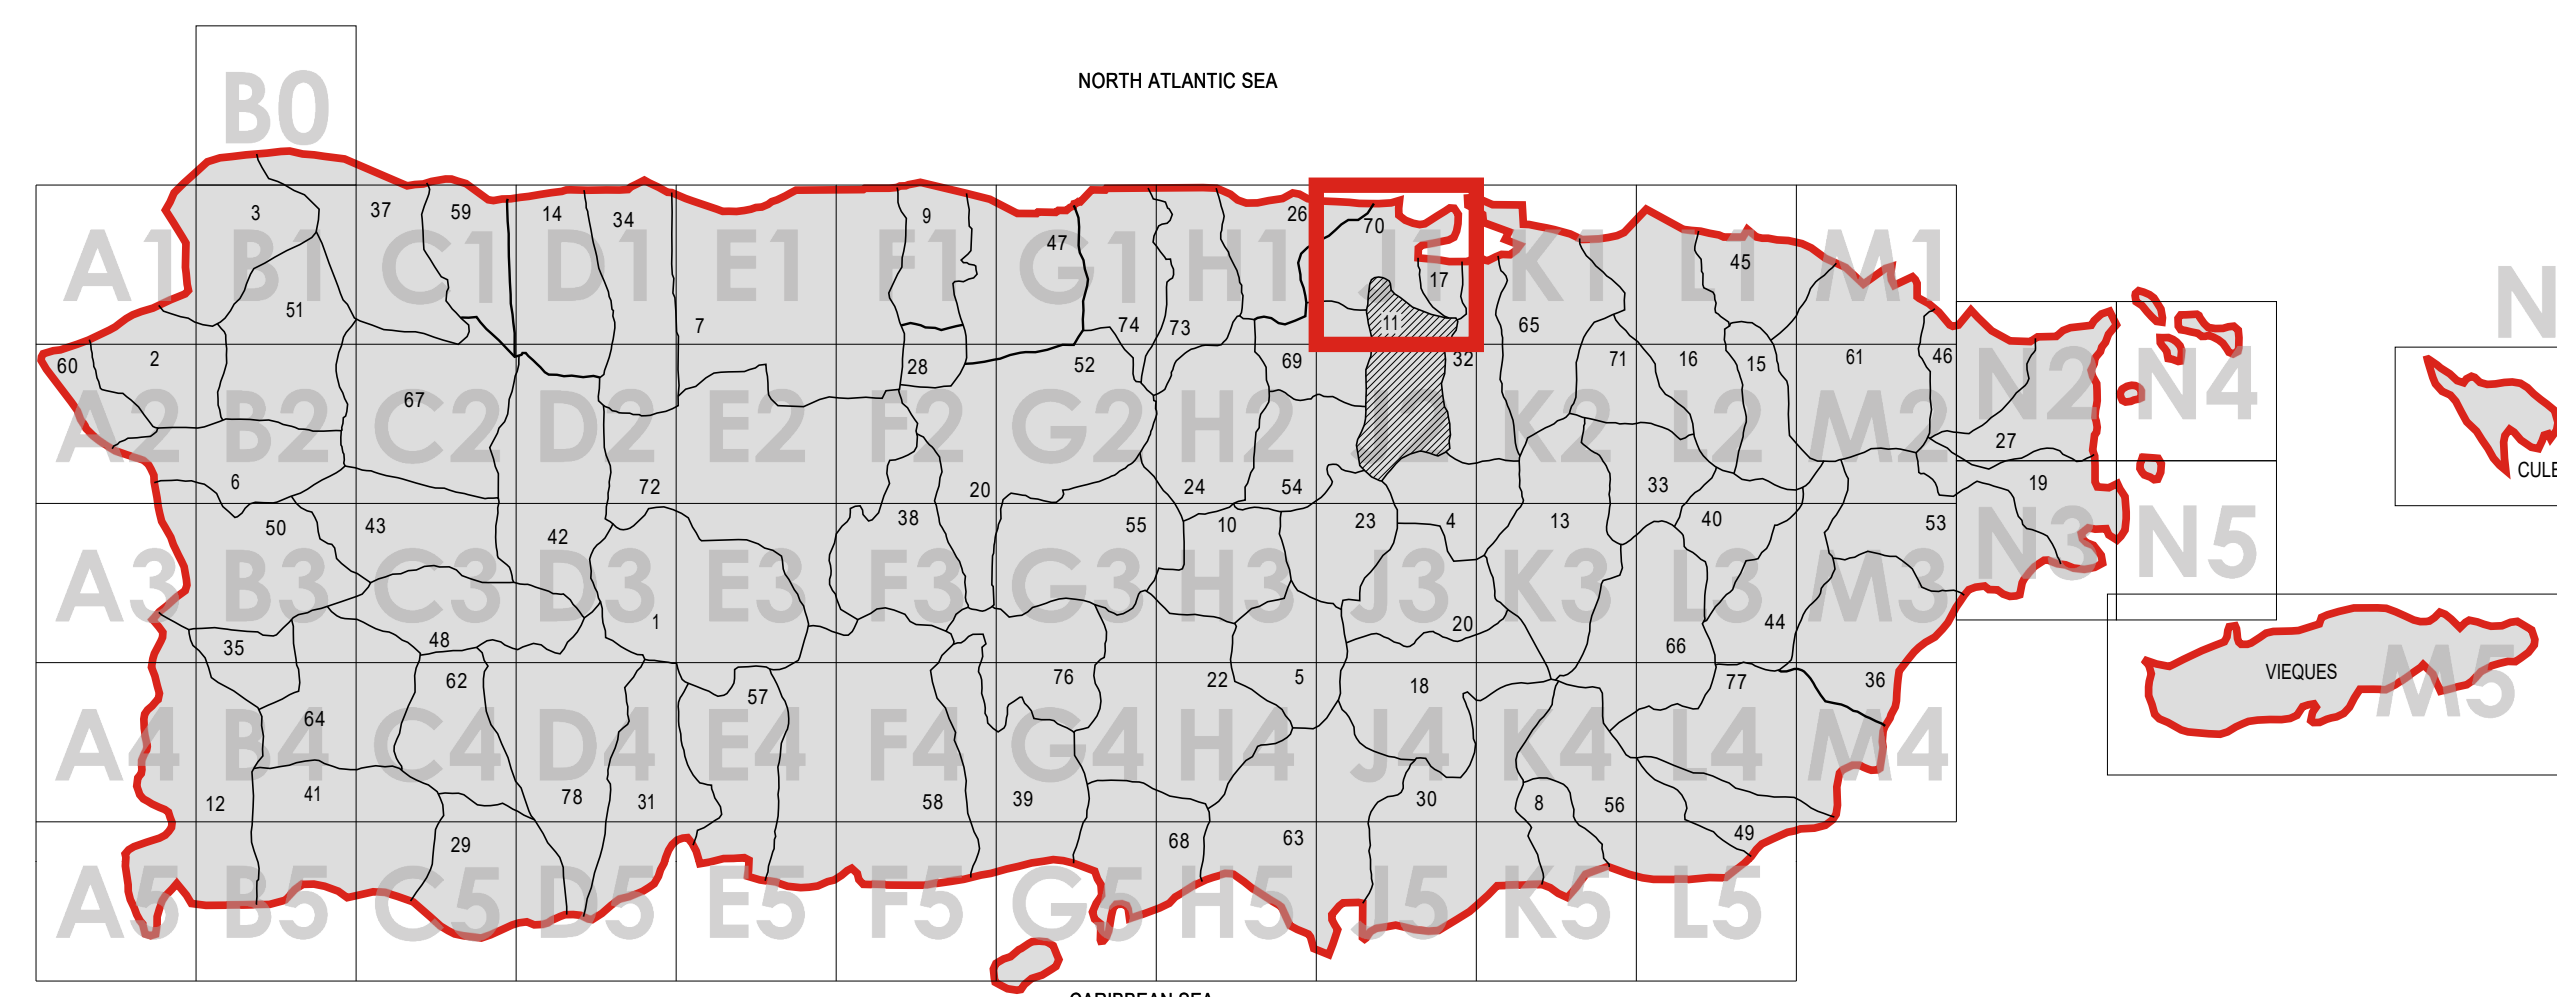 B0
NORTH ATLANTIC SEA
3 37 59 14 34 9 47 26 70
A1 B1 C1 D1 E1 F1 G1 H1 J1 K1 L1 M1
45
17
51
7 74 73 11 65
N
60 2 28 52 69 32 71 16 15 61 46
67
A2 B2 C2 D2 E2 F2 G2 H2 J2 K2 L2 M2 N2 N4
27
CULE
6 72 20 24 54 33 19
50 43 42 38 55 10 23 4 13 40 53
A3 B3 C3 D3 E3 F3 G3 H3 J3 K3 L3 M3 N3 N5
35 48 1 20 66 44
62 57 76 22 5 18 77 36
VIEQUES M5
64
A4 B4 C4 D4 E4 F4 G4 H4 J4 K4 L4 M4
12 41 78 31 58 39 30 8 56
29 68 63 49
A5 B5 C5 D5 E5 F5 G5 H5 J5 K5 L5
CARIBBEAN SEA